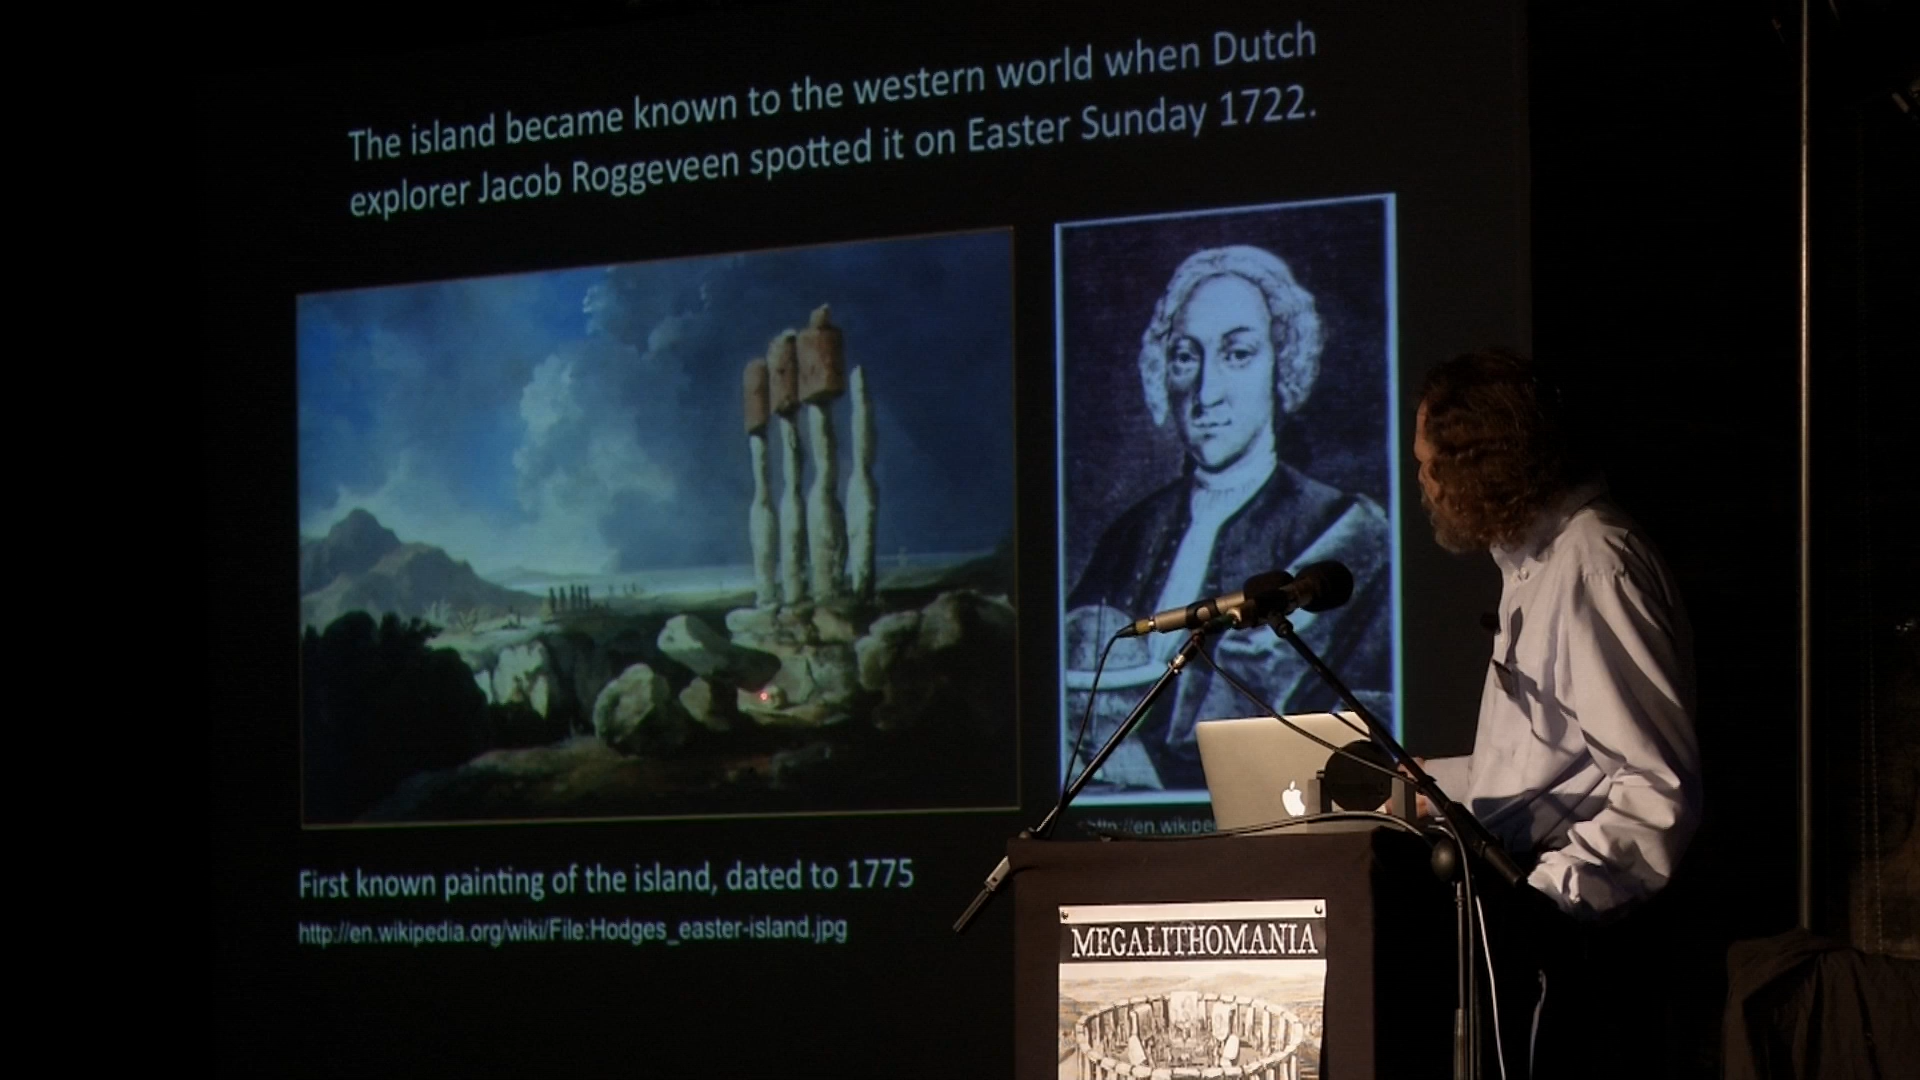 The island became known to the western world when Dutch
explorer Jacob Roggeveen spotted it on Easter Sunday 1722.
First known painting of the island, dated to 1775
http://en.wikipedia.org/wiki/File:Hodges_easter-island.jpg
MEGALITHOMANIA